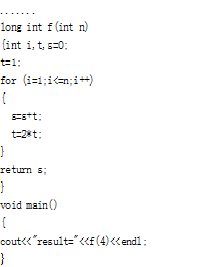 .......
long int f(int n)
{int i,t,s=0;
t=1;
for (i=1;i<=n;i++)
{
s=s+t;
t=2*t;
}
return s;
}
void main()
{
cout<<"result="<<f(4)<<endl;
}